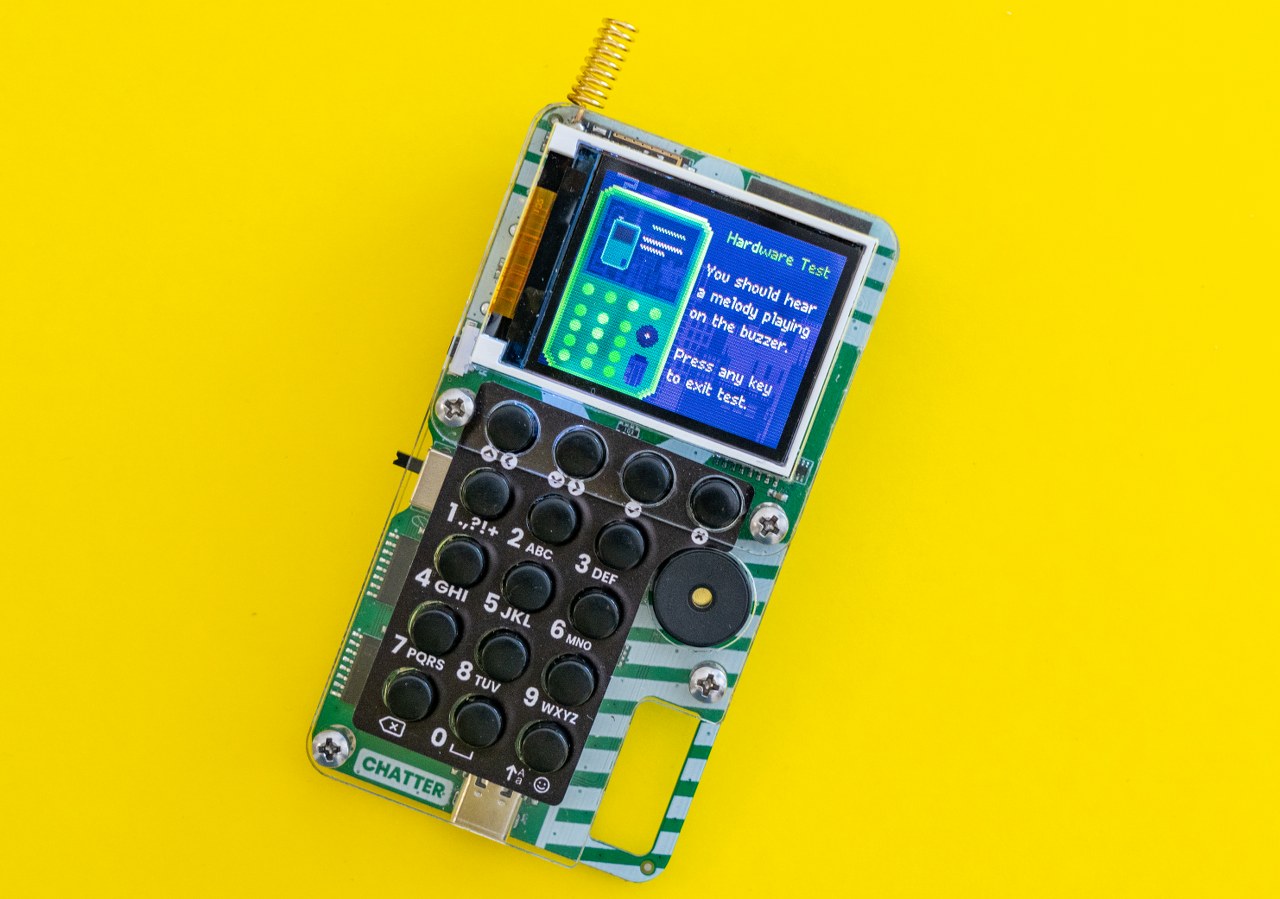 Hardware Test
You should hear
a melody playing
on the buzzer.
Press any key
to exit test.
1.,?!+
2 ABC
3 DEF
4 GHI
5 JKL
6 MNO
7 PQRS
8 TUV
9 WXYZ
0
A
a
CHATTER